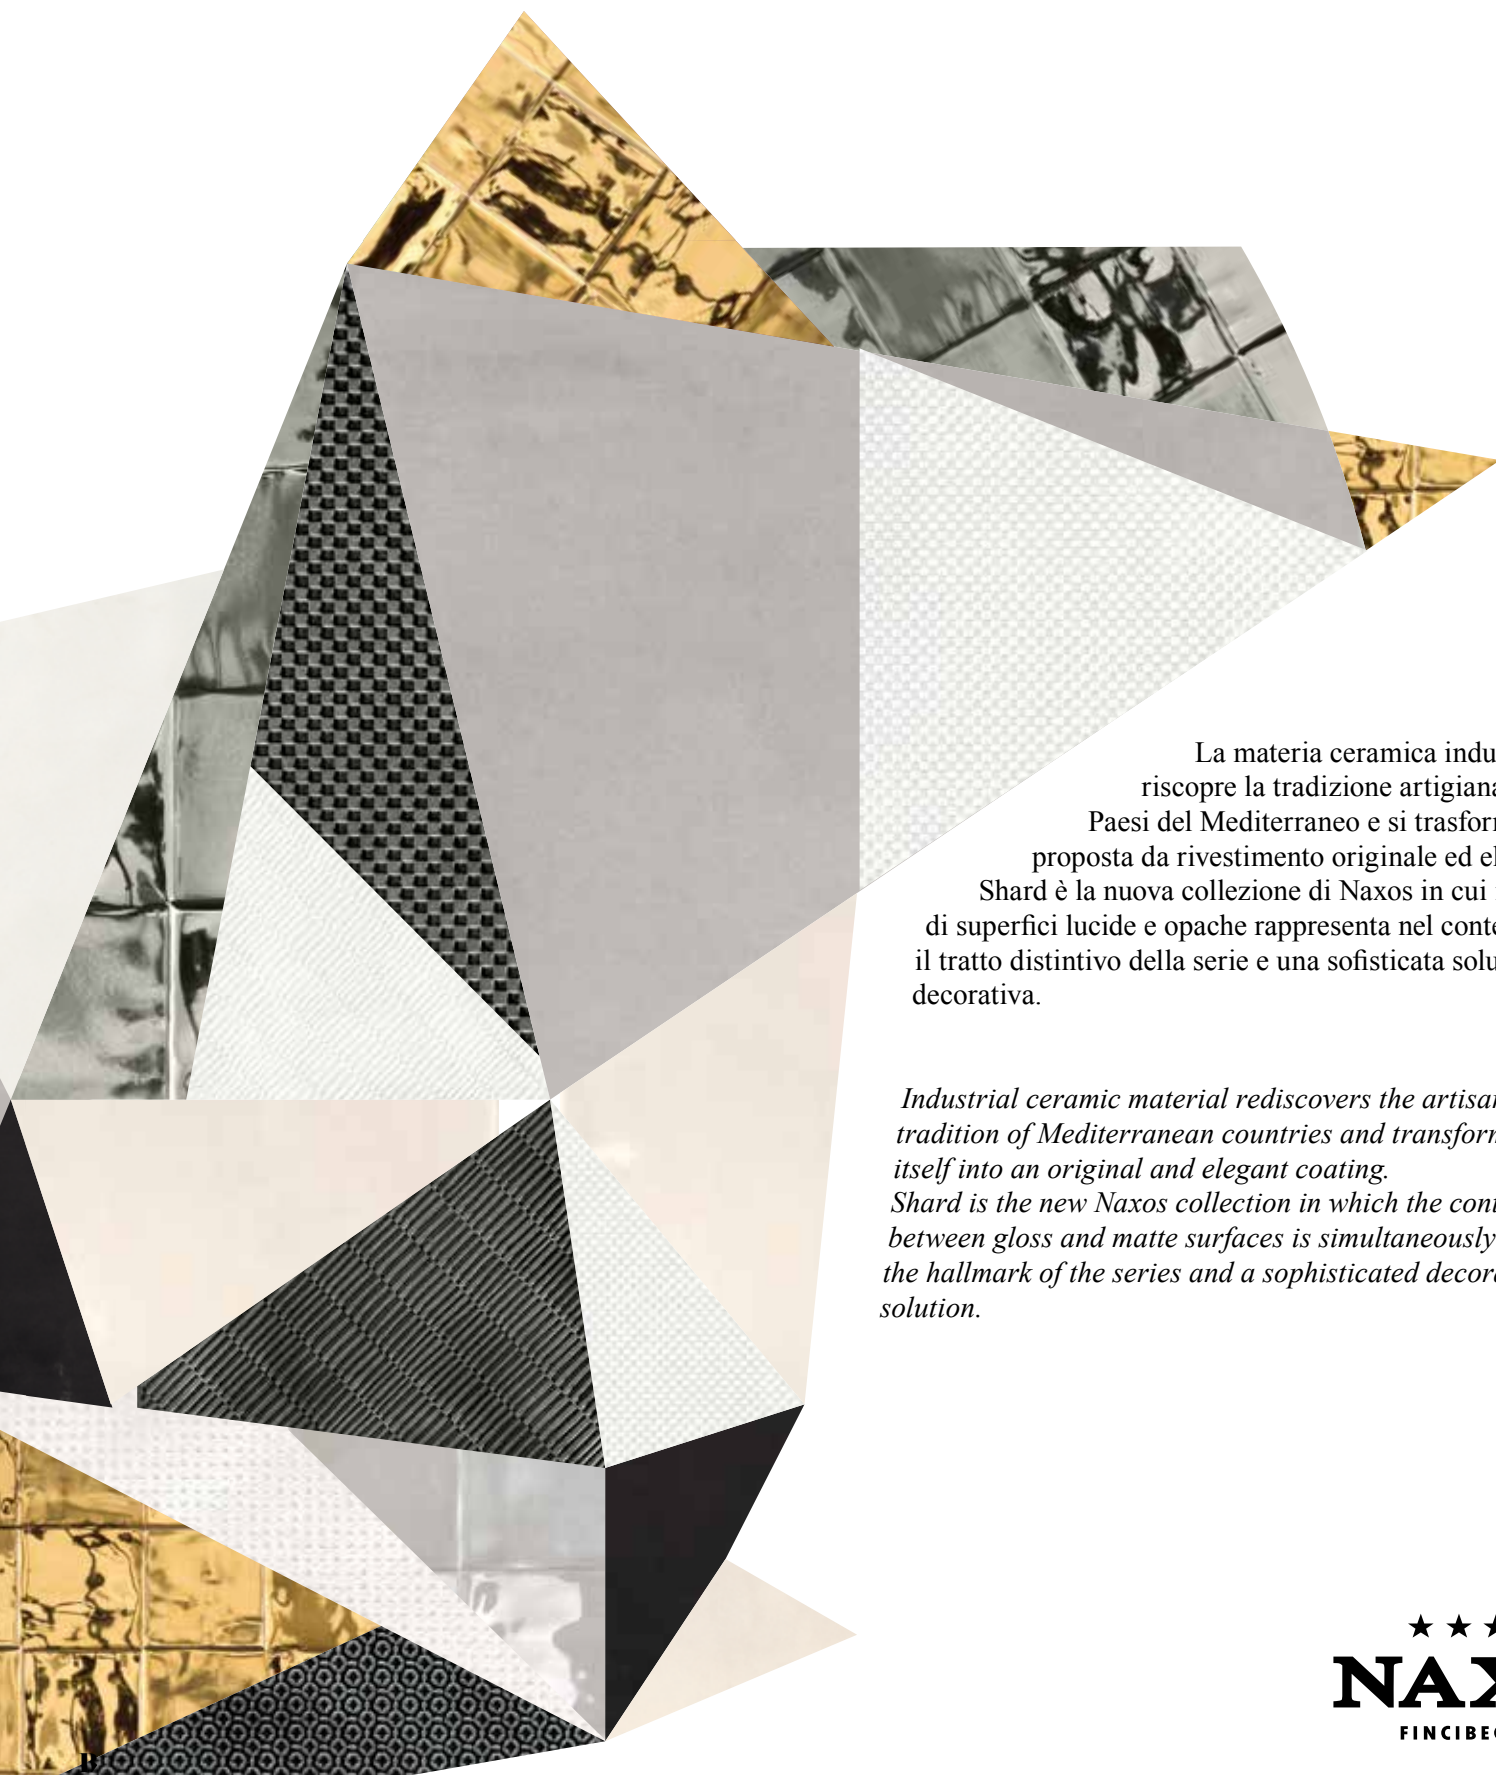 La materia ceramica indu
riscopre la tradizione artigiana
Paesi del Mediterraneo e si trasfor
proposta da rivestimento originale ed el
Shard è la nuova collezione di Naxos in cui
di superfici lucide e opache rappresenta nel conte
il tratto distintivo della serie e una sofisticata solu
decorativa.
Industrial ceramic material rediscovers the artisan
tradition of Mediterranean countries and transform
itself into an original and elegant coating.
Shard is the new Naxos collection in which the cont
between gloss and matte surfaces is simultaneously
the hallmark of the series and a sophisticated decora
solution.
NAX
FINCIBE